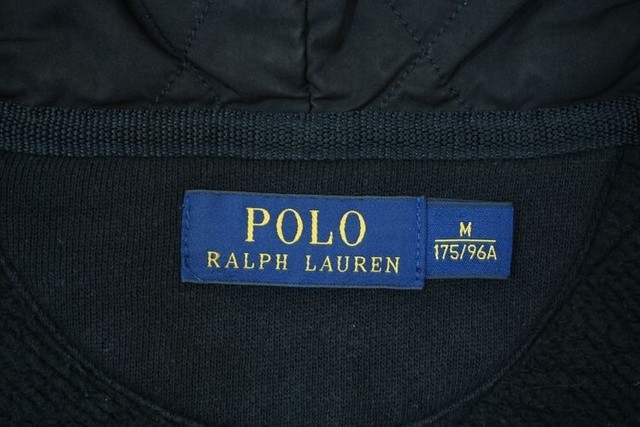 POLO
RALPH LAUREN
M
175/96A